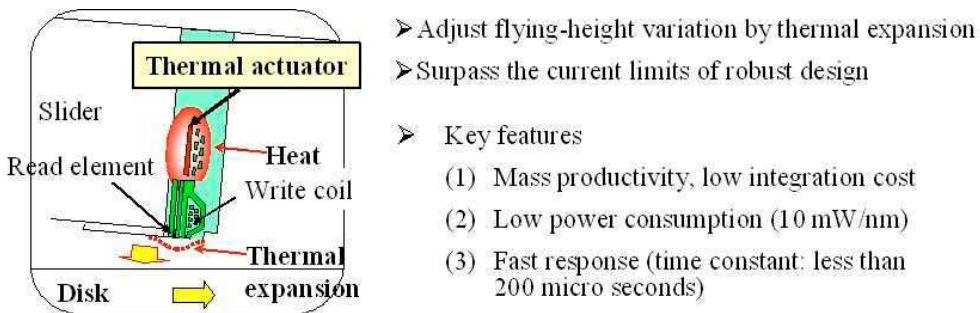 Thermal actuator
Slider
Heat
Read element
Write coil
Thermal
expansion
Disk
➢ Adjust flying-height variation by thermal expansion
➢ Surpass the current limits of robust design
➢ Key features
(1) Mass productivity, low integration cost
(2) Low power consumption (10 mW/nm)
(3) Fast response (time constant: less than
200 micro seconds)